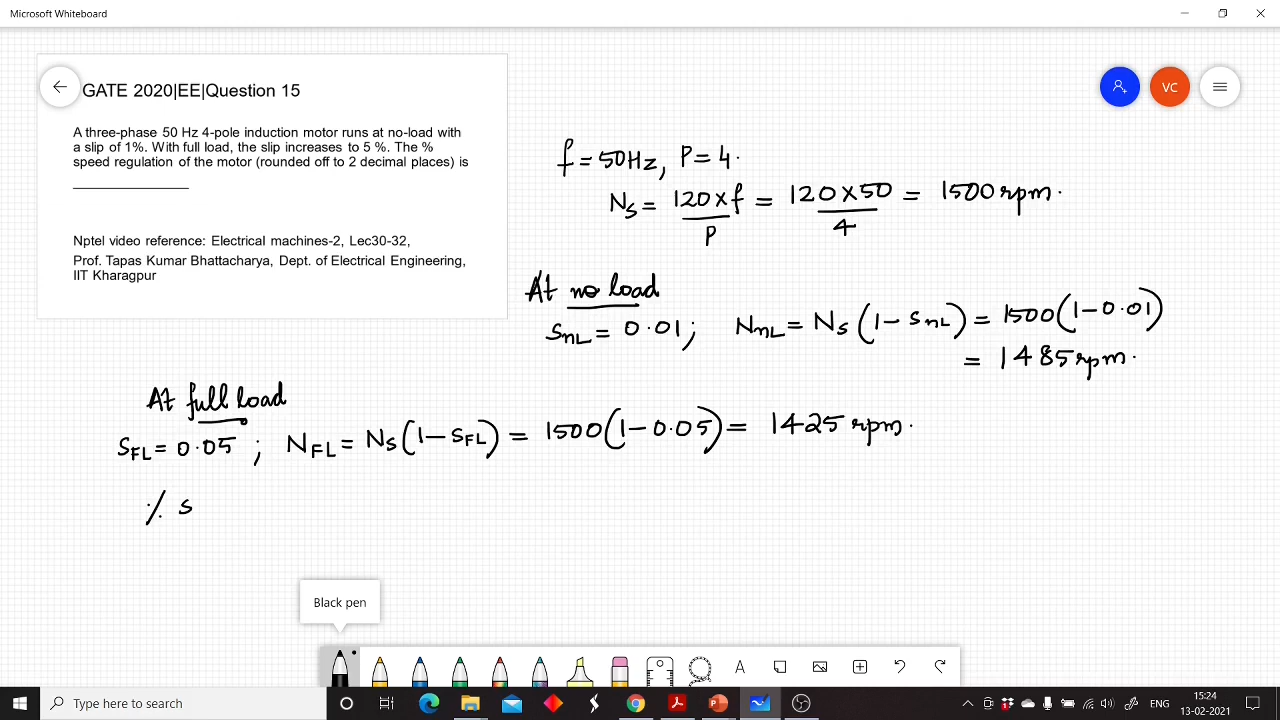 Microsoft Whiteboard
GATE 2020|EE|Question 15
VC
A three-phase 50 Hz 4-pole induction motor runs at no-load with
a slip of 1%. With full load, the slip increases to 5 %. The %
speed regulation of the motor (rounded off to 2 decimal places) is
____________
Nptel video reference: Electrical machines-2, Lec30-32,
Prof. Tapas Kumar Bhattacharya, Dept. of Electrical Engineering,
IIT Kharagpur
f = 50Hz, P = 4.
Ns = 120 x f / P = 120 x 50 / 4 = 1500 rpm.
At no load
SnL = 0.01; NnL = Ns (1 - SnL) = 1500 (1 - 0.01)
= 1485 rpm.
At full load
SFL = 0.05 ; NFL = Ns (1 - SFL) = 1500 (1 - 0.05) = 1425 rpm.
% s
Black pen
A
Type here to search
ENG
15:24
13-02-2021